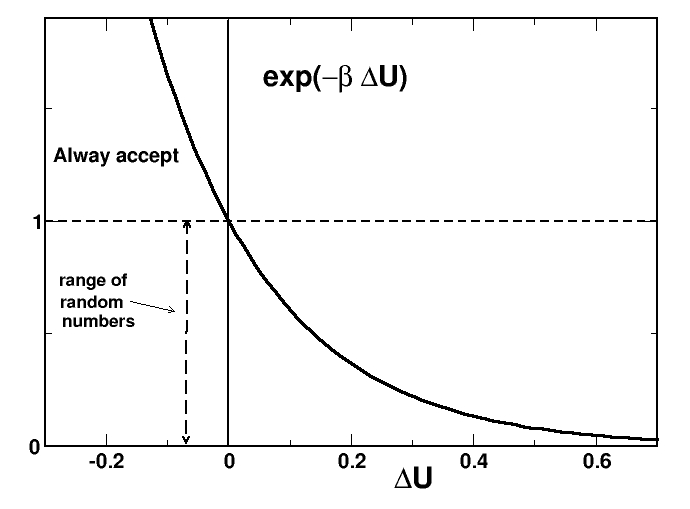 exp(−β ΔU)
Alway accept
1
range of
random
numbers
0
-0.2
0
0.2
0.4
0.6
ΔU